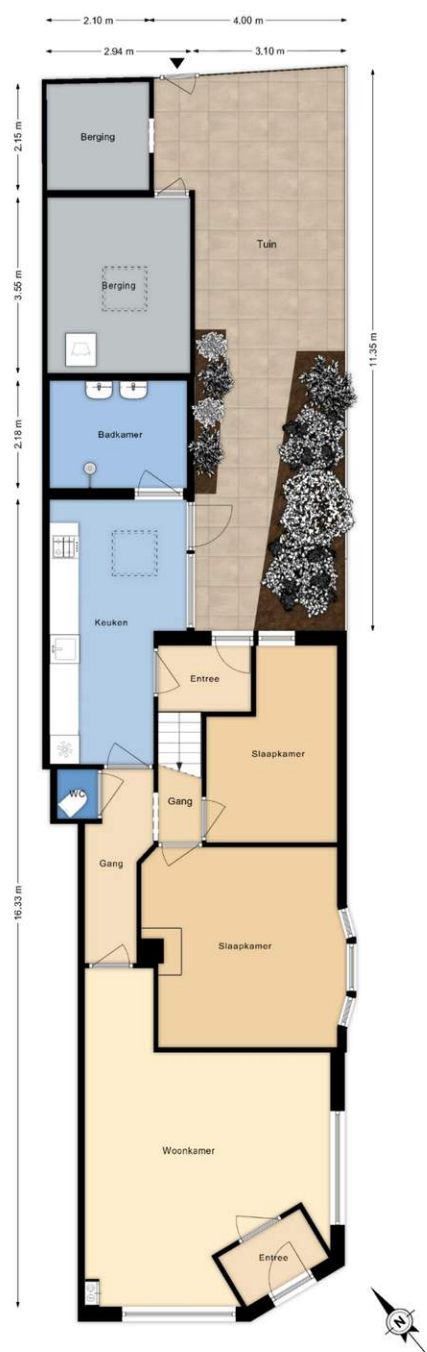 2.10 m
4.00 m
2.94 m
3.10 m
2.15 m
Berging
Tuin
3.55 m
Berging
11.35 m
2.18 m
Badkamer
Keuken
Entree
Slaapkamer
WC
Gang
Gang
16.33 m
Slaapkamer
Woonkamer
Entree
N